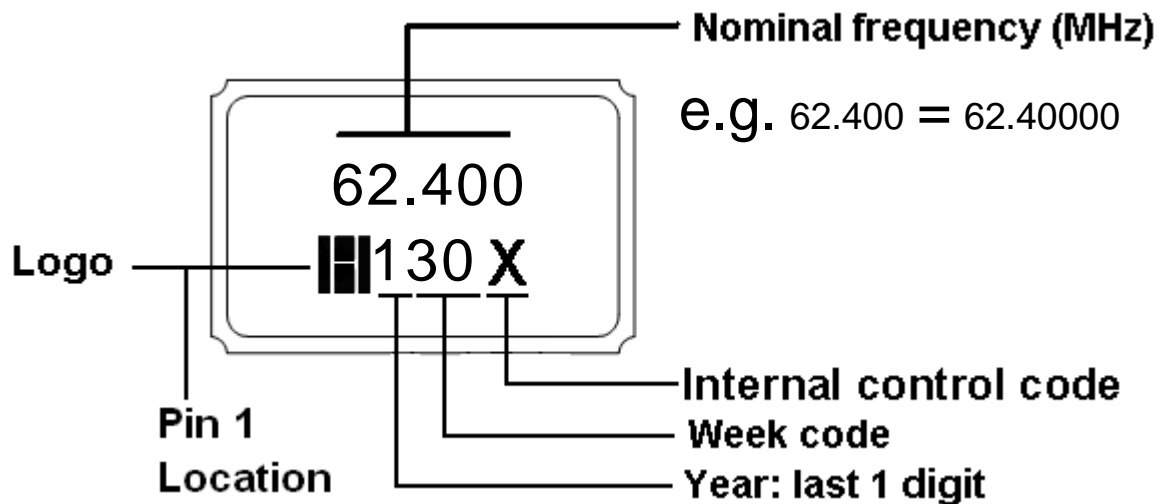 Nominal frequency (MHz)
e.g. 62.400 = 62.40000
62.400
130 X
Logo
Internal control code
Pin 1
Location
Week code
Year: last 1 digit